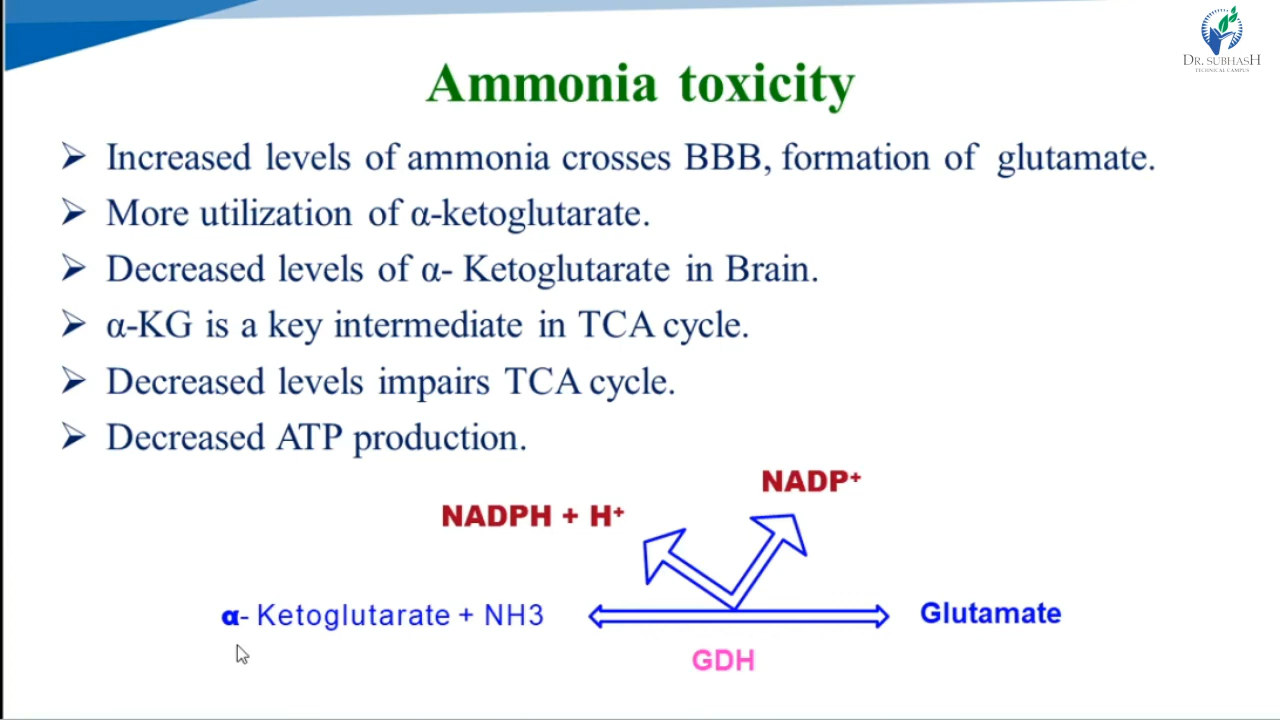 DR. SUBHASH
TECHNICAL CAMPUS
Ammonia toxicity
➢ Increased levels of ammonia crosses BBB, formation of glutamate.
➢ More utilization of α-ketoglutarate.
➢ Decreased levels of α- Ketoglutarate in Brain.
➢ α-KG is a key intermediate in TCA cycle.
➢ Decreased levels impairs TCA cycle.
➢ Decreased ATP production.
NADP⁺
NADPH + H⁺
α- Ketoglutarate + NH3
Glutamate
GDH